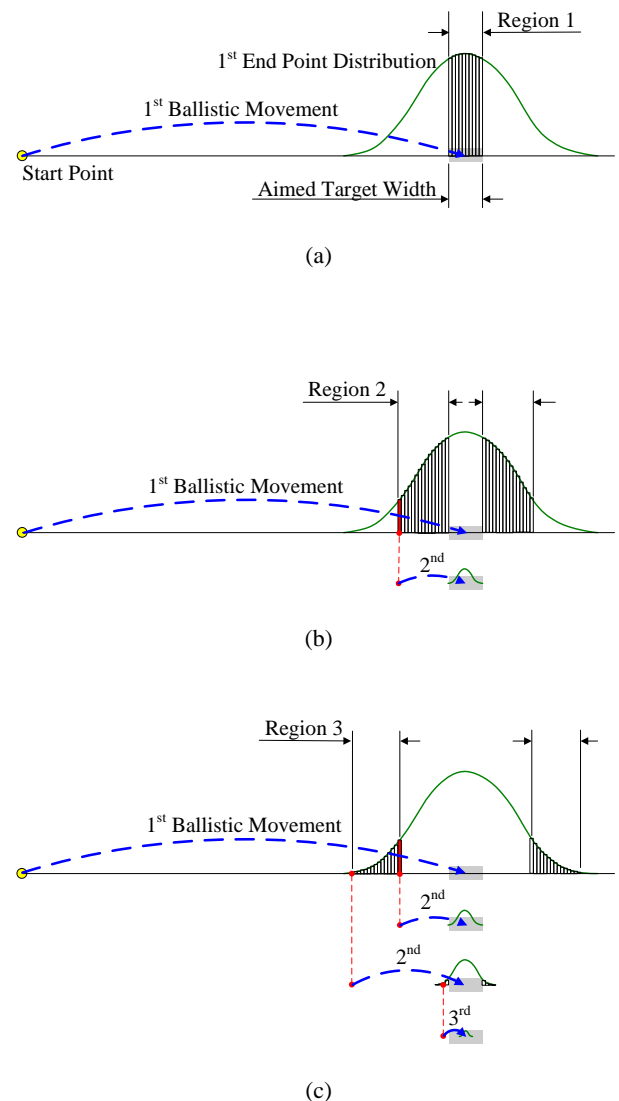 Region 1
1st End Point Distribution
1st Ballistic Movement
Start Point
Aimed Target Width
(a)
Region 2
1st Ballistic Movement
2nd
(b)
Region 3
1st Ballistic Movement
2nd
2nd
3rd
(c)